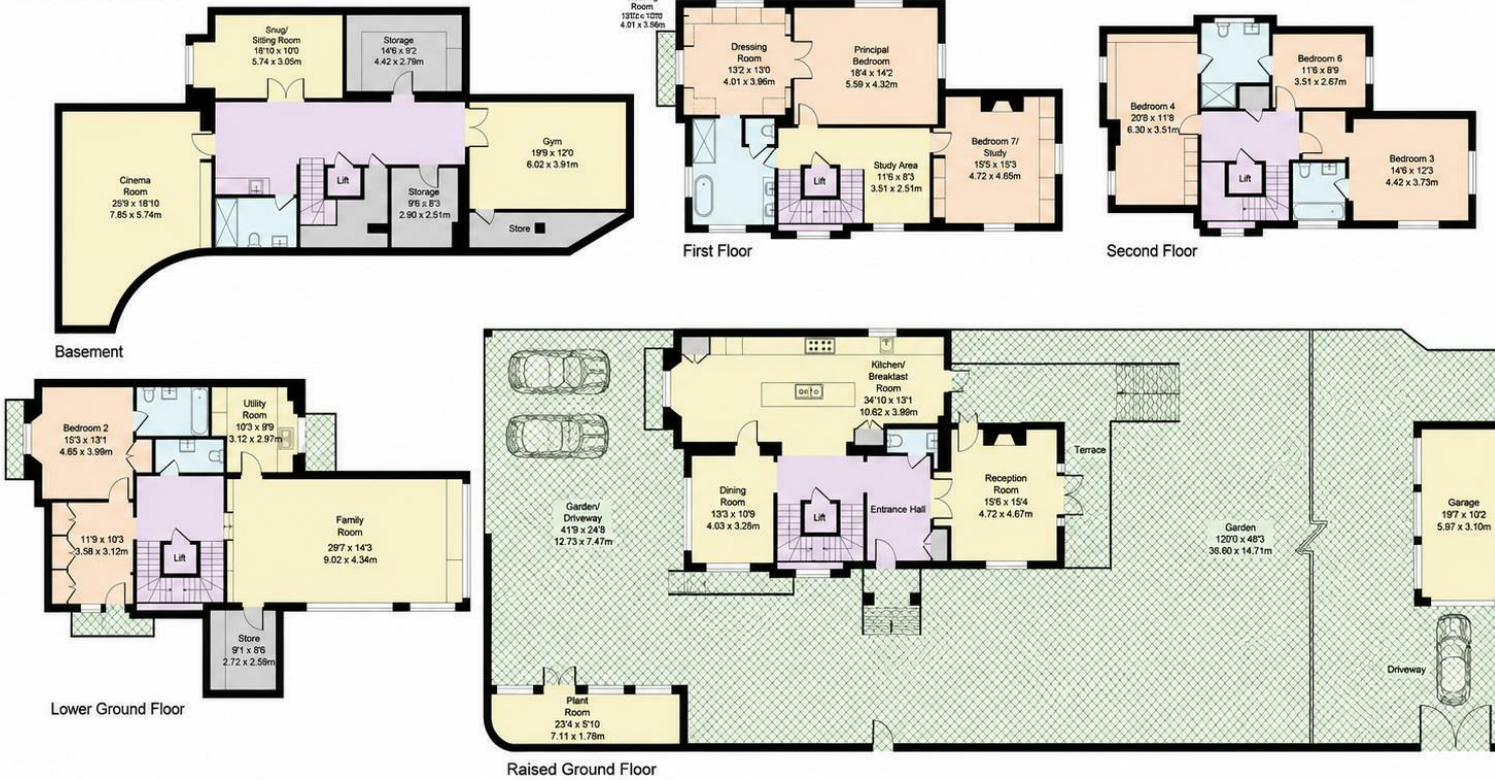 Snug/
Sitting Room
18'10 x 10'0
5.74 x 3.05m
Storage
14'6 x 9'2
4.42 x 2.79m
Cinema
Room
25'9 x 18'10
7.85 x 5.74m
Gym
19'9 x 12'0
6.02 x 3.91m
Lift
Storage
9'6 x 8'3
2.90 x 2.51m
Store
Basement
Room
4.01 x 3.96m
Dressing
Room
13'2 x 13'0
4.01 x 3.96m
Principal
Bedroom
18'4 x 14'2
5.59 x 4.32m
Bedroom 7/
Study
15'5 x 15'3
4.72 x 4.65m
Study Area
11'6 x 8'3
3.51 x 2.51m
Lift
First Floor
Bedroom 6
11'6 x 8'9
3.51 x 2.67m
Bedroom 4
20'8 x 11'8
6.30 x 3.51m
Bedroom 3
14'6 x 12'3
4.42 x 3.73m
Lift
Second Floor
Bedroom 2
15'3 x 13'1
4.65 x 3.99m
Utility
Room
10'3 x 9'9
3.12 x 2.97m
11'9 x 10'3
3.58 x 3.12m
Lift
Family
Room
29'7 x 14'3
9.02 x 4.34m
Store
9'1 x 8'6
2.72 x 2.59m
Lower Ground Floor
Kitchen/
Breakfast
Room
34'10 x 13'1
10.62 x 3.99m
Garden/
Driveway
41'9 x 24'8
12.73 x 7.47m
Dining
Room
13'3 x 10'9
4.03 x 3.28m
Lift
Entrance Hall
Reception
Room
15'6 x 15'4
4.72 x 4.67m
Terrace
Garden
120'0 x 48'3
36.60 x 14.71m
Garage
19'7 x 10'2
5.97 x 3.10m
Driveway
Plant
Room
23'4 x 5'10
7.11 x 1.78m
Raised Ground Floor